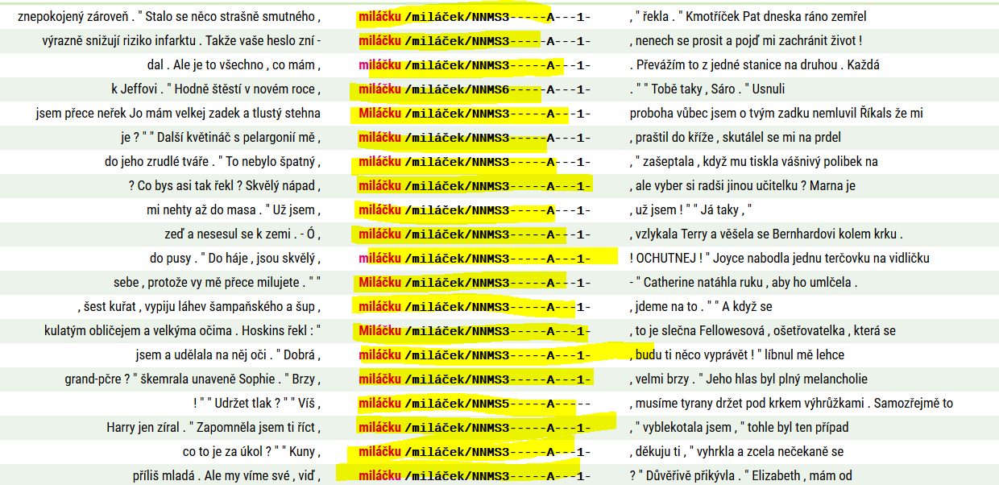 znepokojený zároveň . " Stalo se něco strašně smutného , miláčku /miláček/NNMS3-----A---1- , " řekla . " Kmotříček Pat dneska ráno zemřel
výrazně snižují riziko infarktu . Takže vaše heslo zní - miláčku /miláček/NNMS3-----A---1- , nenech se prosit a pojď mi zachránit život !
dal . Ale je to všechno , co mám , miláčku /miláček/NNMS3-----A---1- . Převážím to z jedné stanice na druhou . Každá
k Jeffovi . " Hodně štěstí v novém roce , miláčku /miláček/NNMS6-----A---1- . " " Tobě taky , Sáro . " Usnuli
jsem přece neřek Jo mám velkej zadek a tlustý stehna Miláčku /miláček/NNMS3-----A---1- proboha vůbec jsem o tvým zadku nemluvil Říkals že mi
je ? " " Další květináč s pelargonií mě , miláčku /miláček/NNMS3-----A---1- , praštil do kříže , skutálel se mi na prdel
do jeho zrudlé tváře . " To nebylo špatný , miláčku /miláček/NNMS3-----A---1- , " zašeptala , když mu tiskla vášnivý polibek na
? Co bys asi tak řekl ? Skvělý nápad , miláčku /miláček/NNMS3-----A---1- , ale vyber si radši jinou učitelku ? Marna je
mi nehty až do masa . " Už jsem , miláčku /miláček/NNMS3-----A---1- , už jsem ! " " Já taky , "
zeď a nesesul se k zemi . - Ó , miláčku /miláček/NNMS3-----A---1- , vzlykala Terry a věšela se Bernhardovi kolem krku .
do pusy . " Do háje , jsou skvělý , miláčku /miláček/NNMS3-----A---1- ! OCHUTNEJ ! " Joyce nabodla jednu terčovku na vidličku
sebe , protože vy mě přece milujete . " " Miláčku /miláček/NNMS3-----A---1- - " Catherine natáhla ruku , aby ho umlčela .
, šest kuřat , vypiju láhev šampaňského a šup , miláčku /miláček/NNMS3-----A---1- , jdeme na to . " " A když se
kulatým obličejem a velkýma očima . Hoskins řekl : " Miláčku /miláček/NNMS3-----A---1- , to je slečna Fellowesová , ošetřovatelka , která se
jsem a udělala na něj oči . " Dobrá , miláčku /miláček/NNMS3-----A---1- , budu ti něco vyprávět ! " líbnul mě lehce
grand-pčre ? " škemrala unaveně Sophie . " Brzy , miláčku /miláček/NNMS3-----A---1- , velmi brzy . " Jeho hlas byl plný melancholie
! " " Udržet tlak ? " " Víš , miláčku /miláček/NNMS5-----A---- , musíme tyrany držet pod krkem výhrůžkami . Samozřejmě to
Harry jen zíral . " Zapomněla jsem ti říct , miláčku /miláček/NNMS3-----A---1- , " vyblekotala jsem , " tohle byl ten případ
co to je za úkol ? " " Kuny , miláčku /miláček/NNMS3-----A---1- , děkuju ti , " vyhrkla a zcela nečekaně se
příliš mladá . Ale my víme své , viď , miláčku /miláček/NNMS3-----A---1- ? " Důvěřivě přikývla . " Elizabeth , mám od